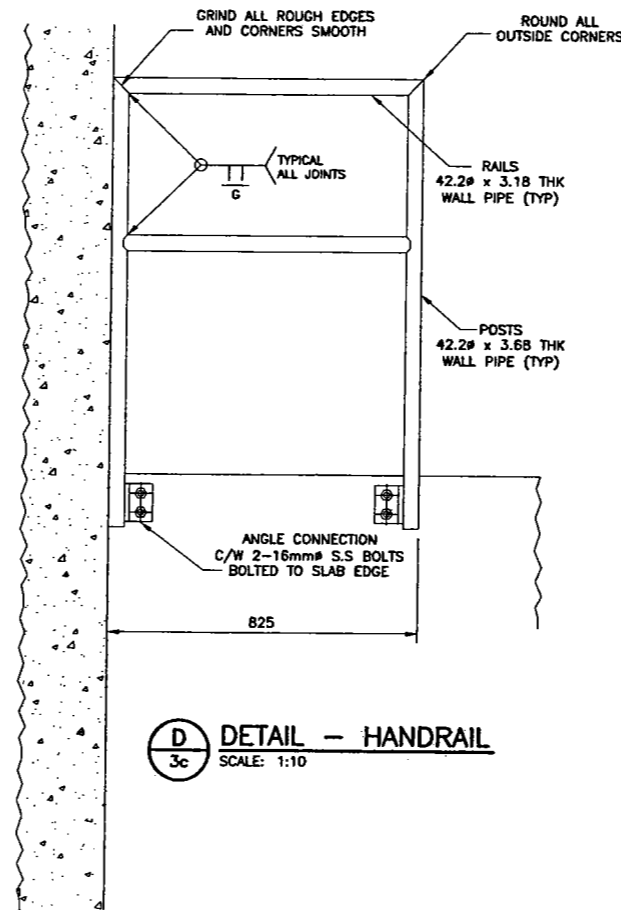 GRIND ALL ROUGH EDGES
AND CORNERS SMOOTH
ROUND ALL
OUTSIDE CORNERS
TYPICAL
ALL JOINTS
G
RAILS
42.2ø x 3.18 THK
WALL PIPE (TYP)
POSTS
42.2ø x 3.68 THK
WALL PIPE (TYP)
ANGLE CONNECTION
C/W 2-16mmø S.S BOLTS
BOLTED TO SLAB EDGE
825
D
3c
DETAIL - HANDRAIL
SCALE: 1:10